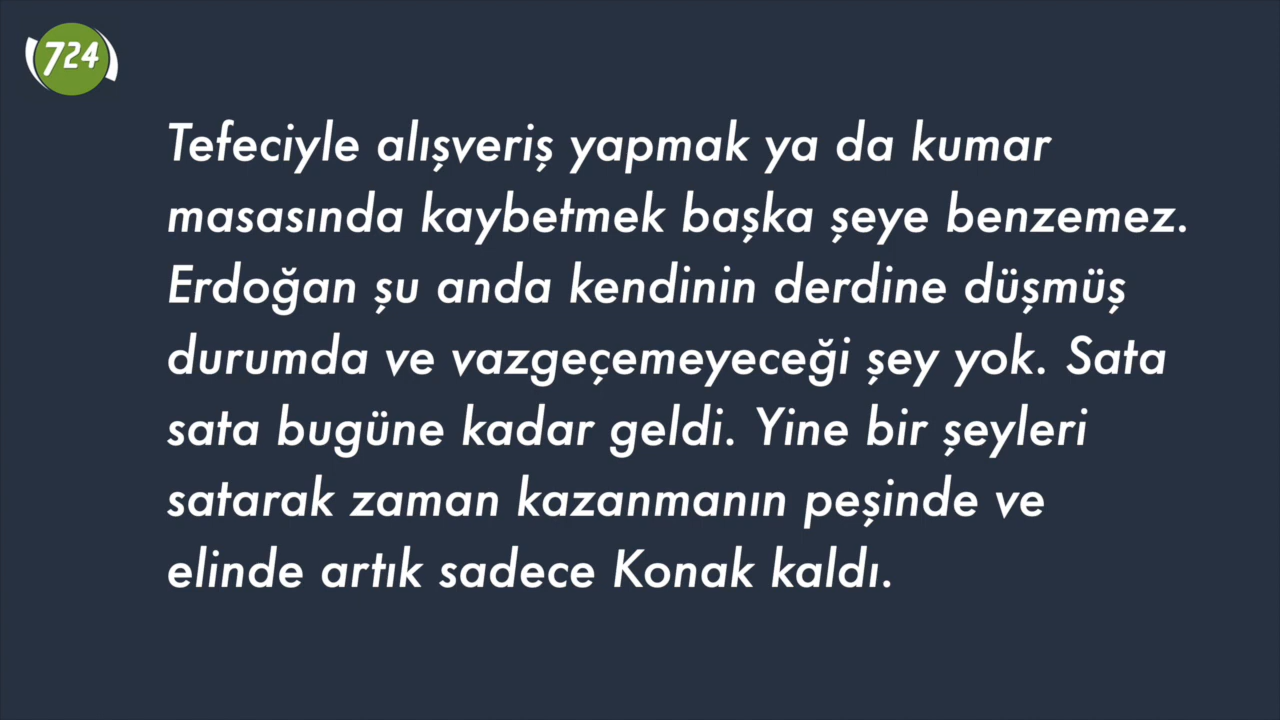 724
Tefeciyle alışveriş yapmak ya da kumar
masasında kaybetmek başka şeye benzemez.
Erdoğan şu anda kendinin derdine düşmüş
durumda ve vazgeçemeyeceği şey yok. Sata
sata bugüne kadar geldi. Yine bir şeyleri
satarak zaman kazanmanın peşinde ve
elinde artık sadece Konak kaldı.